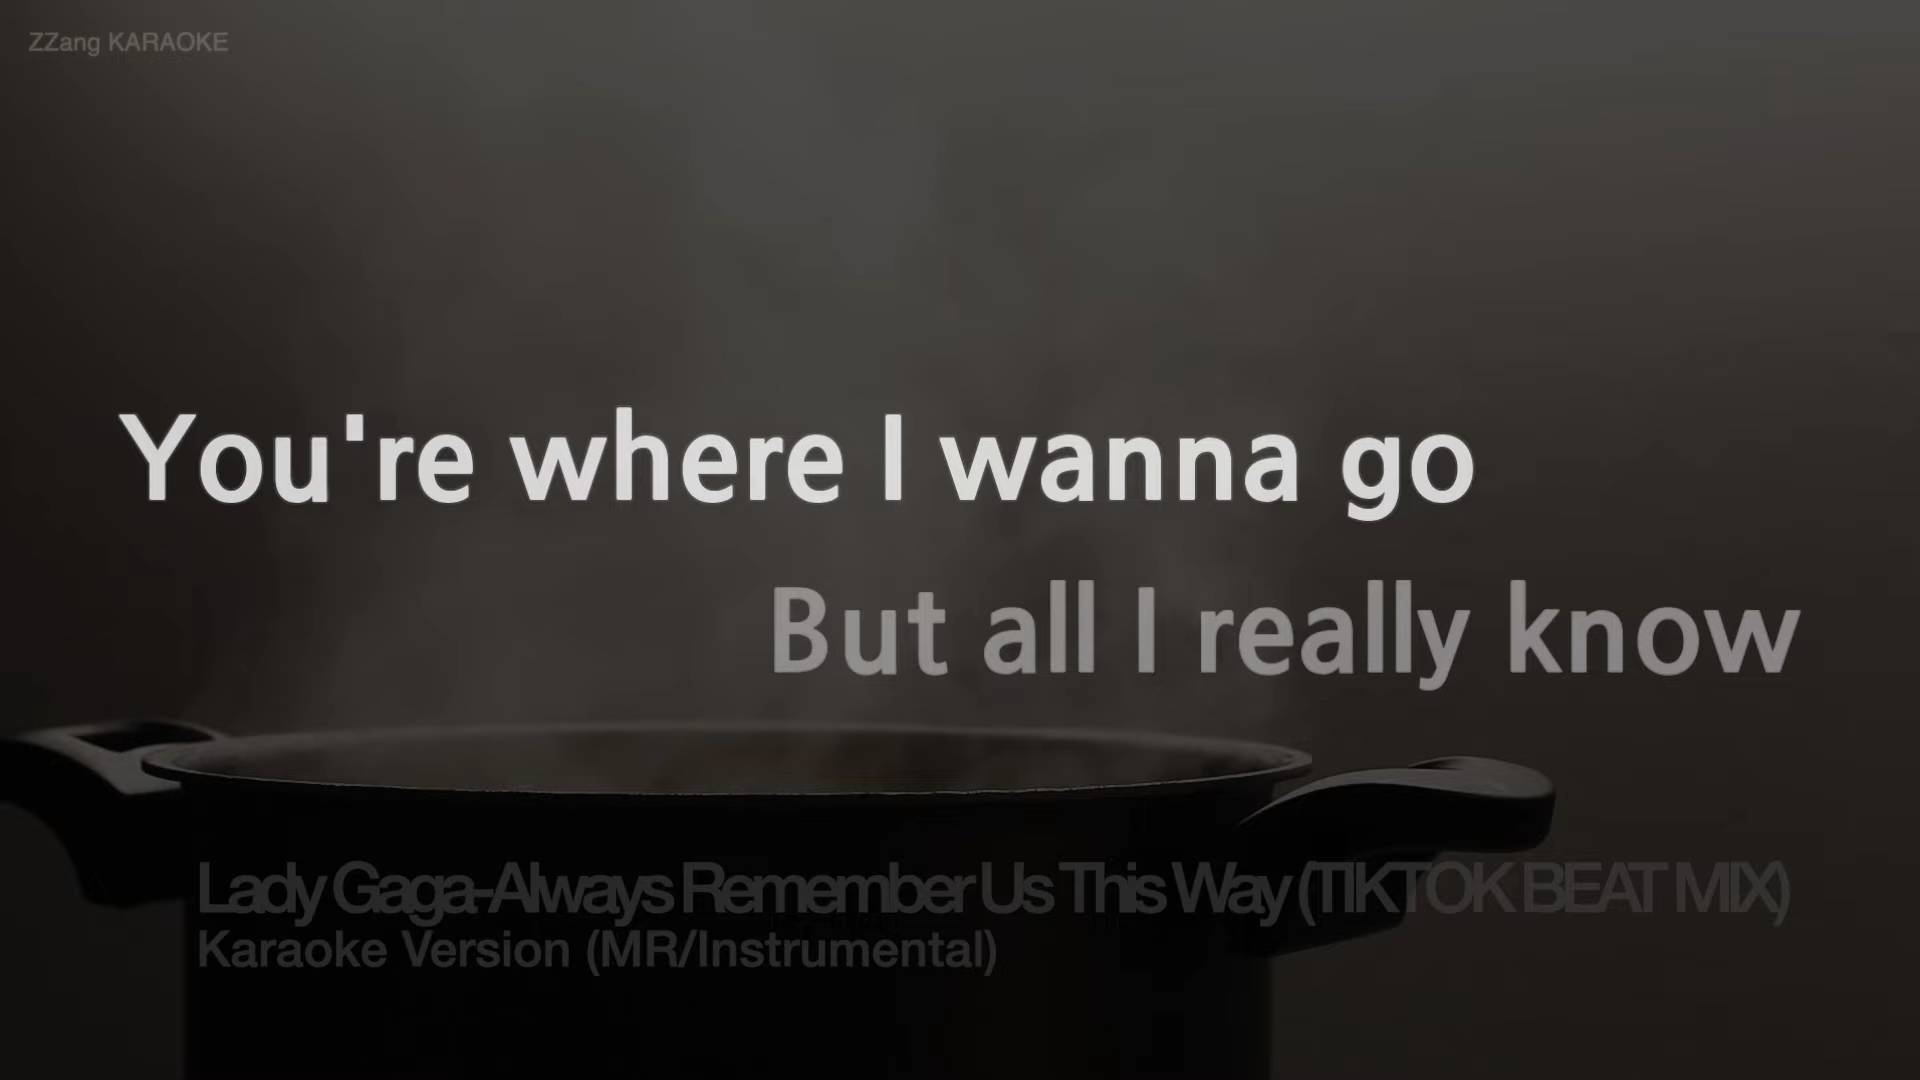 ZZang KARAOKE
You're where I wanna go
But all I really know
Lady Gaga-Always Remember Us This Way (TIKTOK BEAT MIX)
Karaoke Version (MR/Instrumental)